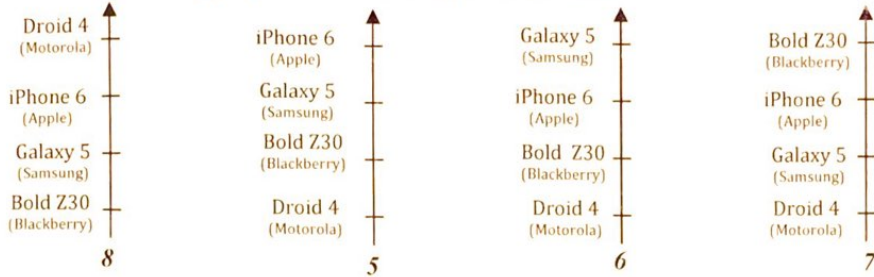 Droid 4
(Motorola)
iPhone 6
(Apple)
Galaxy 5
(Samsung)
Bold Z30
(Blackberry)
8
iPhone 6
(Apple)
Galaxy 5
(Samsung)
Bold Z30
(Blackberry)
Droid 4
(Motorola)
5
Galaxy 5
(Samsung)
iPhone 6
(Apple)
Bold Z30
(Blackberry)
Droid 4
(Motorola)
6
Bold Z30
(Blackberry)
iPhone 6
(Apple)
Galaxy 5
(Samsung)
Droid 4
(Motorola)
7